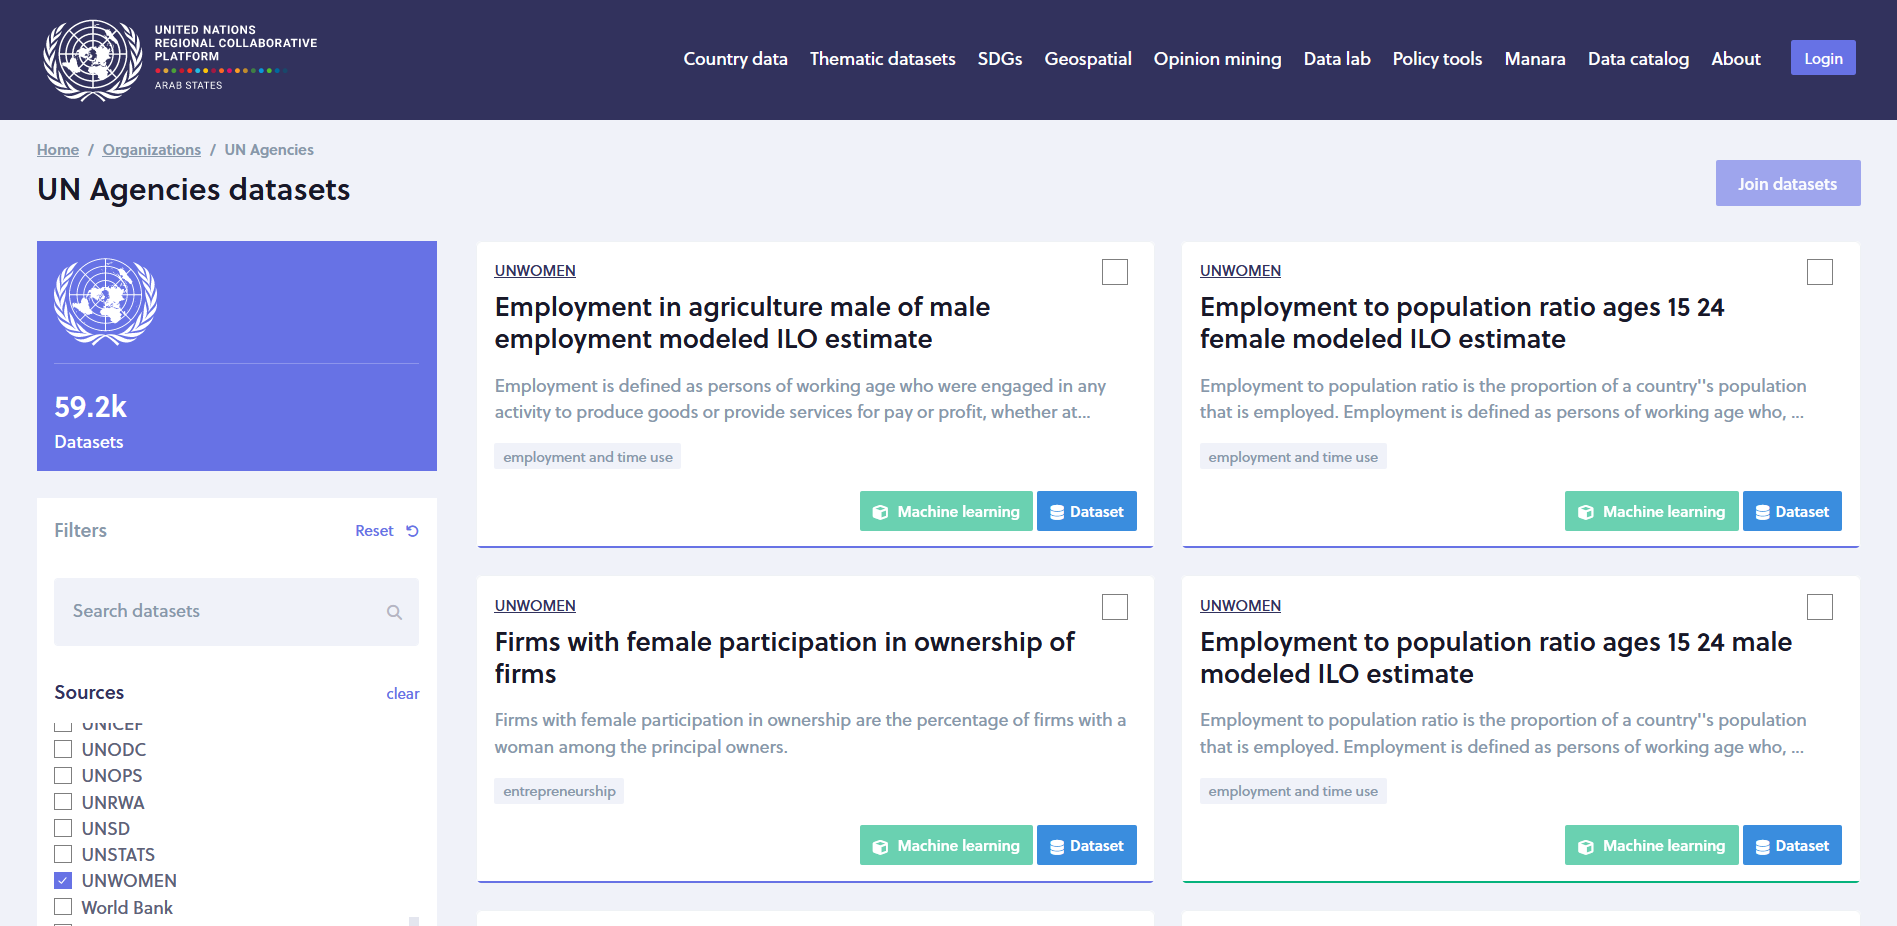 UNITED NATIONS
REGIONAL COLLABORATIVE
PLATFORM
ARAB STATES
Country data
Thematic datasets
SDGs
Geospatial
Opinion mining
Data lab
Policy tools
Manara
Data catalog
About
Login
Home / Organizations / UN Agencies
UN Agencies datasets
Join datasets
59.2k
Datasets
Filters
Reset
Search datasets
Sources
clear
UNICEF
UNODC
UNOPS
UNRWA
UNSD
UNSTATS
UNWOMEN
World Bank
UNWOMEN
Employment in agriculture male of male
employment modeled ILO estimate
Employment is defined as persons of working age who were engaged in any
activity to produce goods or provide services for pay or profit, whether at...
employment and time use
Machine learning
Dataset
UNWOMEN
Employment to population ratio ages 15 24
female modeled ILO estimate
Employment to population ratio is the proportion of a country''s population
that is employed. Employment is defined as persons of working age who, ...
employment and time use
Machine learning
Dataset
UNWOMEN
Firms with female participation in ownership of
firms
Firms with female participation in ownership are the percentage of firms with a
woman among the principal owners.
entrepreneurship
Machine learning
Dataset
UNWOMEN
Employment to population ratio ages 15 24 male
modeled ILO estimate
Employment to population ratio is the proportion of a country''s population
that is employed. Employment is defined as persons of working age who, ...
employment and time use
Machine learning
Dataset